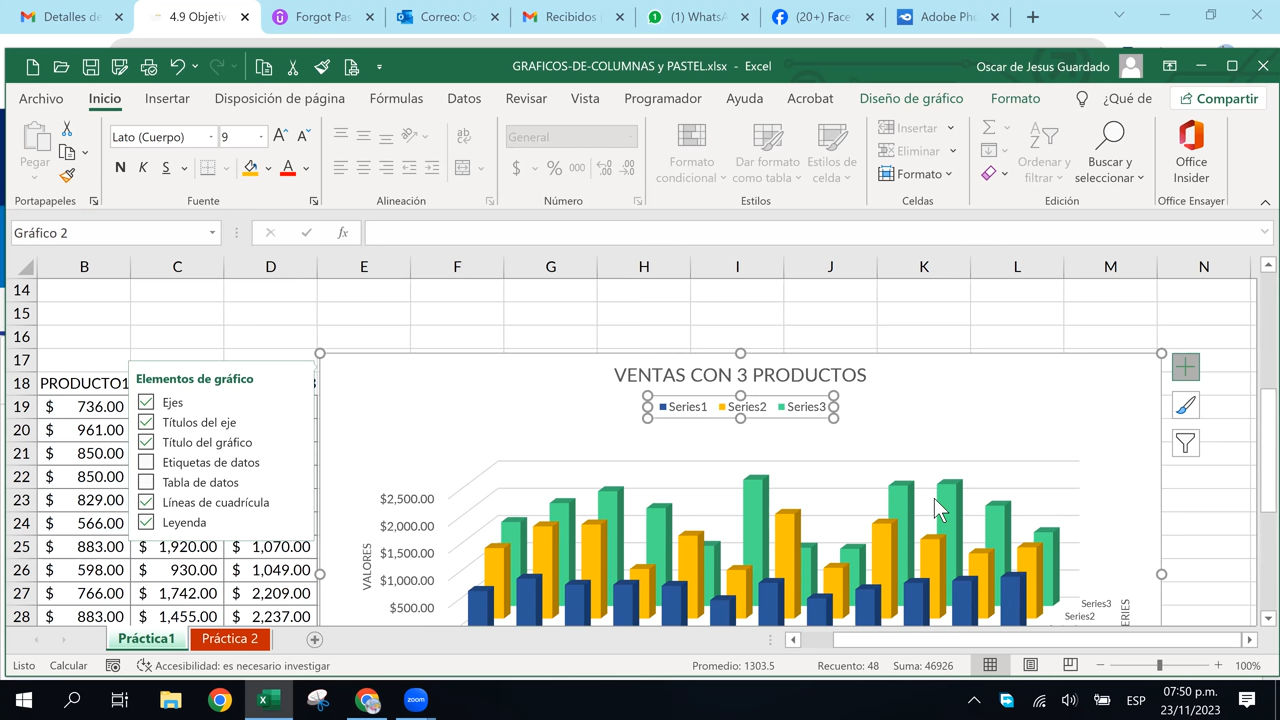 Detalles de
4.9 Objetiv
Forgot Pas
Correo: Os
Recibidos
(1) WhatsA
(20+) Face
Adobe Pho
GRAFICOS-DE-COLUMNAS y PASTEL.xlsx - Excel
Oscar de Jesus Guardado
Archivo Inicio Insertar Disposición de página Fórmulas Datos Revisar Vista Programador Ayuda Acrobat Diseño de gráfico Formato ¿Qué de Compartir
Pegar
Lato (Cuerpo) 9
N K S
General
$ % 000
Formato condicional
Dar formato como tabla
Estilos de celda
Insertar
Eliminar
Formato
Ordenar y filtrar
Buscar y seleccionar
Office Insider
Portapapeles Fuente Alineación Número Estilos Celdas Edición Office Ensayer
Gráfico 2 fx
B C D E F G H I J K L M N
14
15
16
17
18 PRODUCTO1 3
19 $ 736.00
20 $ 961.00
21 $ 850.00
22 $ 850.00
23 $ 829.00
24 $ 566.00
25 $ 883.00 $ 1,920.00 $ 1,070.00
26 $ 598.00 $ 930.00 $ 1,049.00
27 $ 766.00 $ 1,742.00 $ 2,209.00
28 $ 883.00 $ 1,455.00 $ 2,237.00
Elementos de gráfico
Ejes
Títulos del eje
Título del gráfico
Etiquetas de datos
Tabla de datos
Líneas de cuadrícula
Leyenda
VENTAS CON 3 PRODUCTOS
Series1 Series2 Series3
$2,500.00
$2,000.00
$1,500.00
$1,000.00
$500.00
VALORES
Series3
Series2
SERIES
Práctica1 Práctica 2
Listo Calcular Accesibilidad: es necesario investigar Promedio: 1303.5 Recuento: 48 Suma: 46926 100%
zoom
ESP
07:50 p.m.
23/11/2023